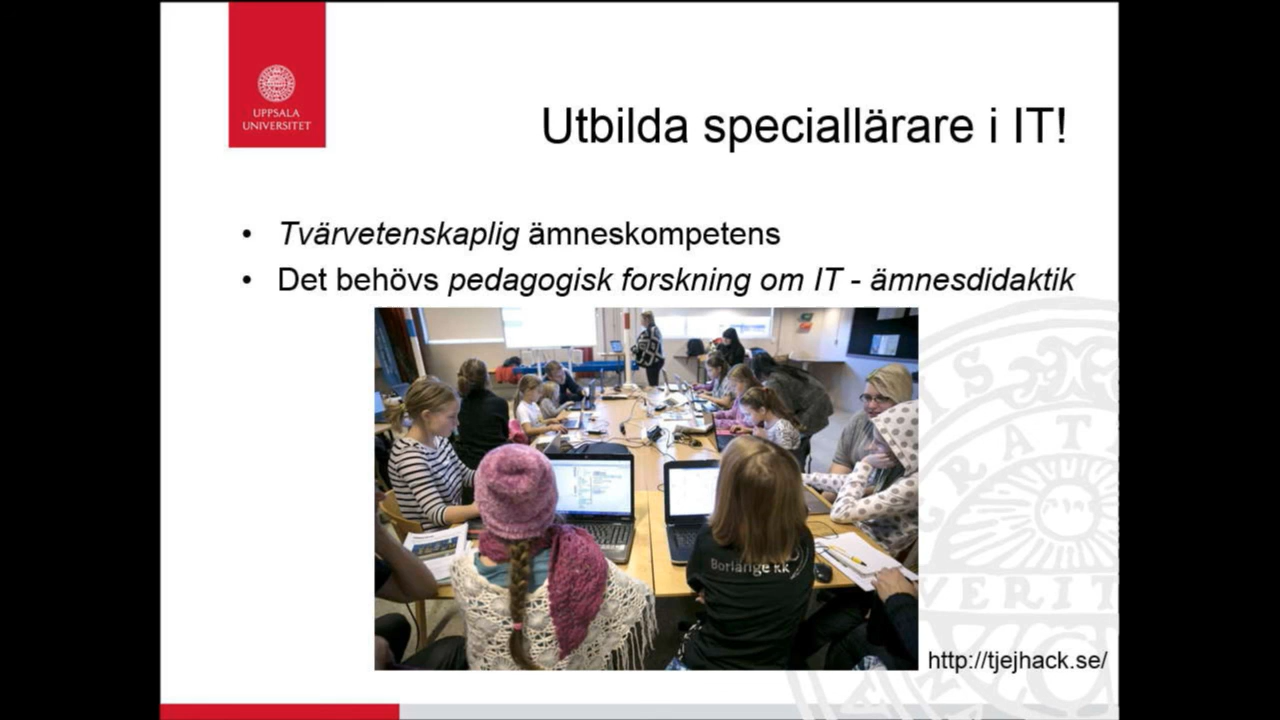 UPPSALA
UNIVERSITET
Utbilda speciallärare i IT!
• Tvärvetenskaplig ämneskompetens
• Det behövs pedagogisk forskning om IT - ämnesdidaktik
Borlänge kk
http://tjejhack.se/